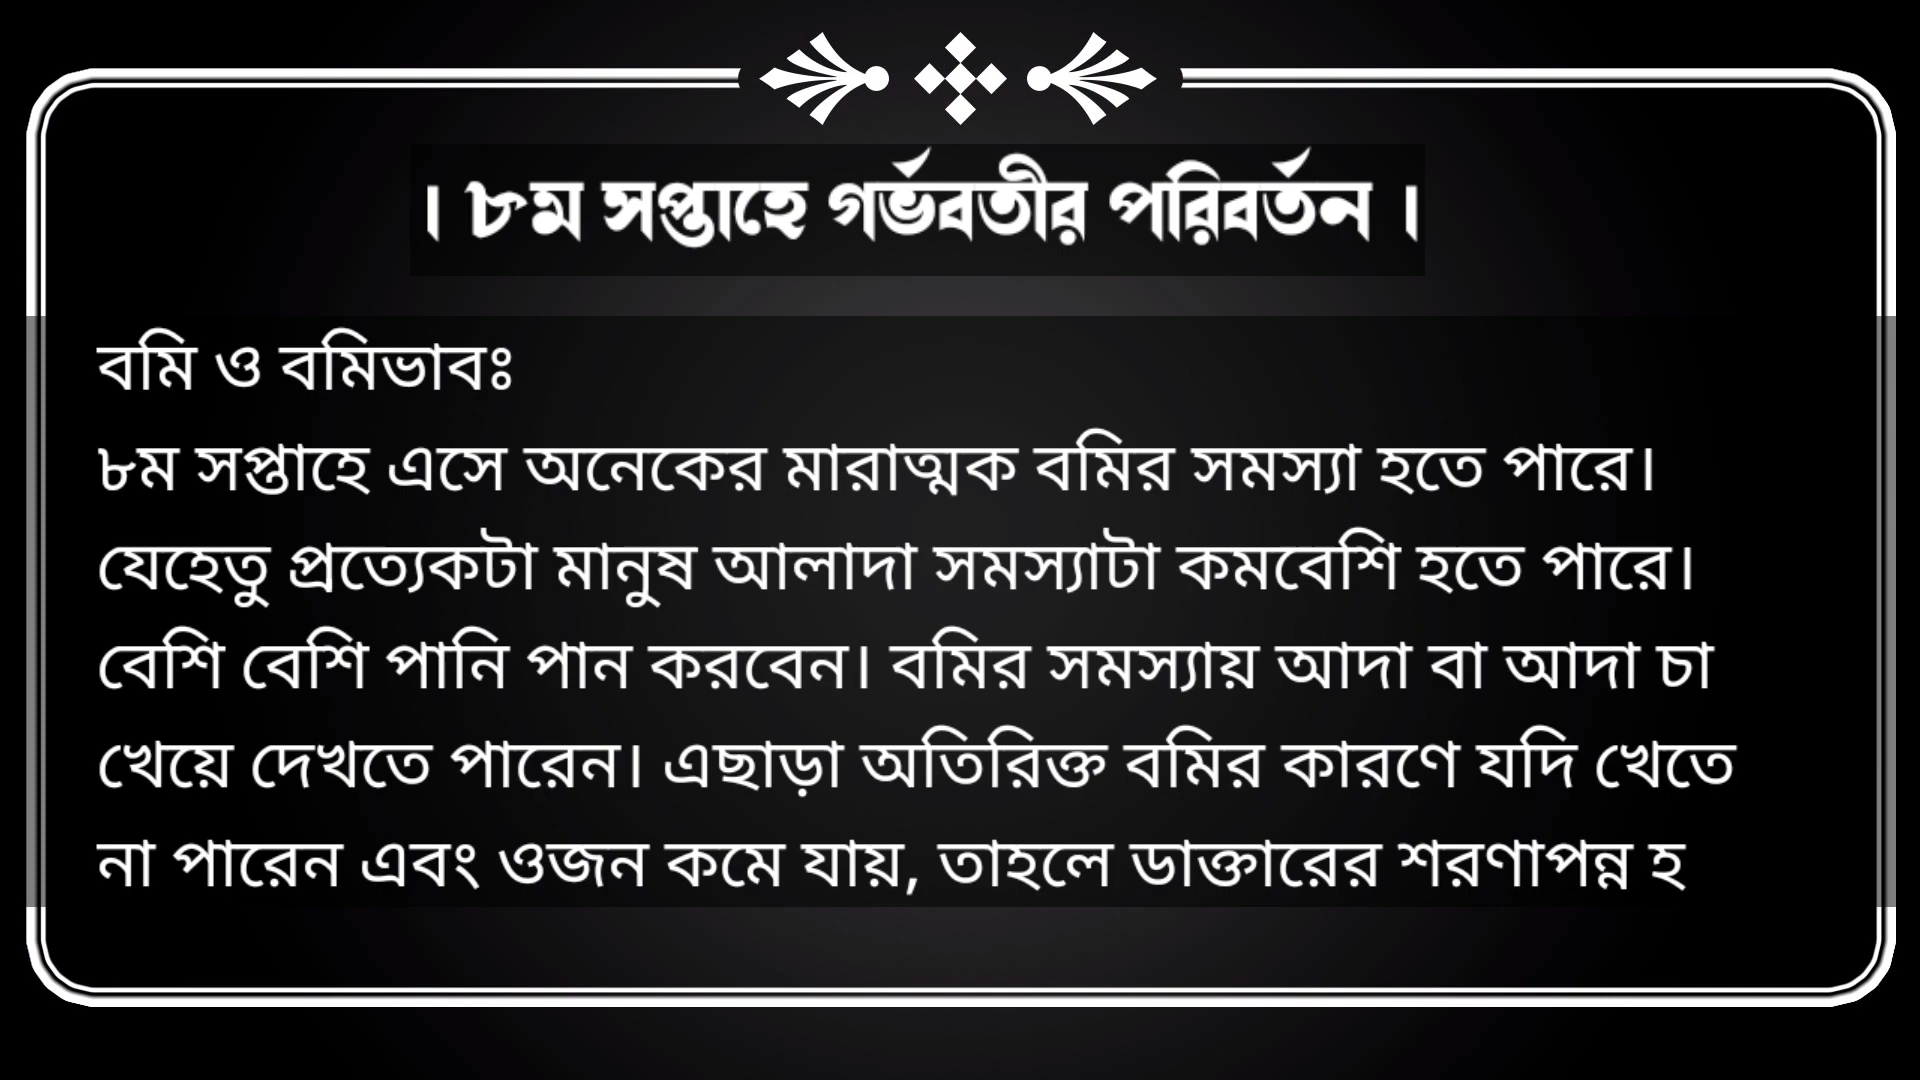 । ৮ম সপ্তাহে গর্ভবতীর পরিবর্তন ।
বমি ও বমিভাবঃ
৮ম সপ্তাহে এসে অনেকের মারাত্মক বমির সমস্যা হতে পারে।
যেহেতু প্রত্যেকটা মানুষ আলাদা সমস্যাটা কমবেশি হতে পারে।
বেশি বেশি পানি পান করবেন। বমির সমস্যায় আদা বা আদা চা
খেয়ে দেখতে পারেন। এছাড়া অতিরিক্ত বমির কারণে যদি খেতে
না পারেন এবং ওজন কমে যায়, তাহলে ডাক্তারের শরণাপন্ন হ